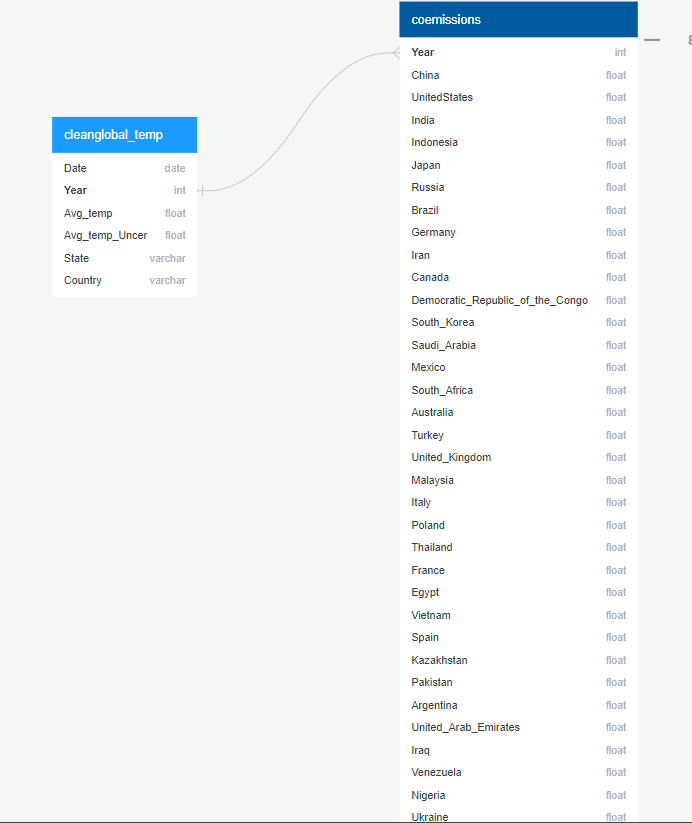 coemissions
Year int
China float
UnitedStates float
India float
Indonesia float
Japan float
Russia float
Brazil float
Germany float
Iran float
Canada float
Democratic_Republic_of_the_Congo float
South_Korea float
Saudi_Arabia float
Mexico float
South_Africa float
Australia float
Turkey float
United_Kingdom float
Malaysia float
Italy float
Poland float
Thailand float
France float
Egypt float
Vietnam float
Spain float
Kazakhstan float
Pakistan float
Argentina float
United_Arab_Emirates float
Iraq float
Venezuela float
Nigeria float
Ukraine float
cleanglobal_temp
Date date
Year int
Avg_temp float
Avg_temp_Uncer float
State varchar
Country varchar